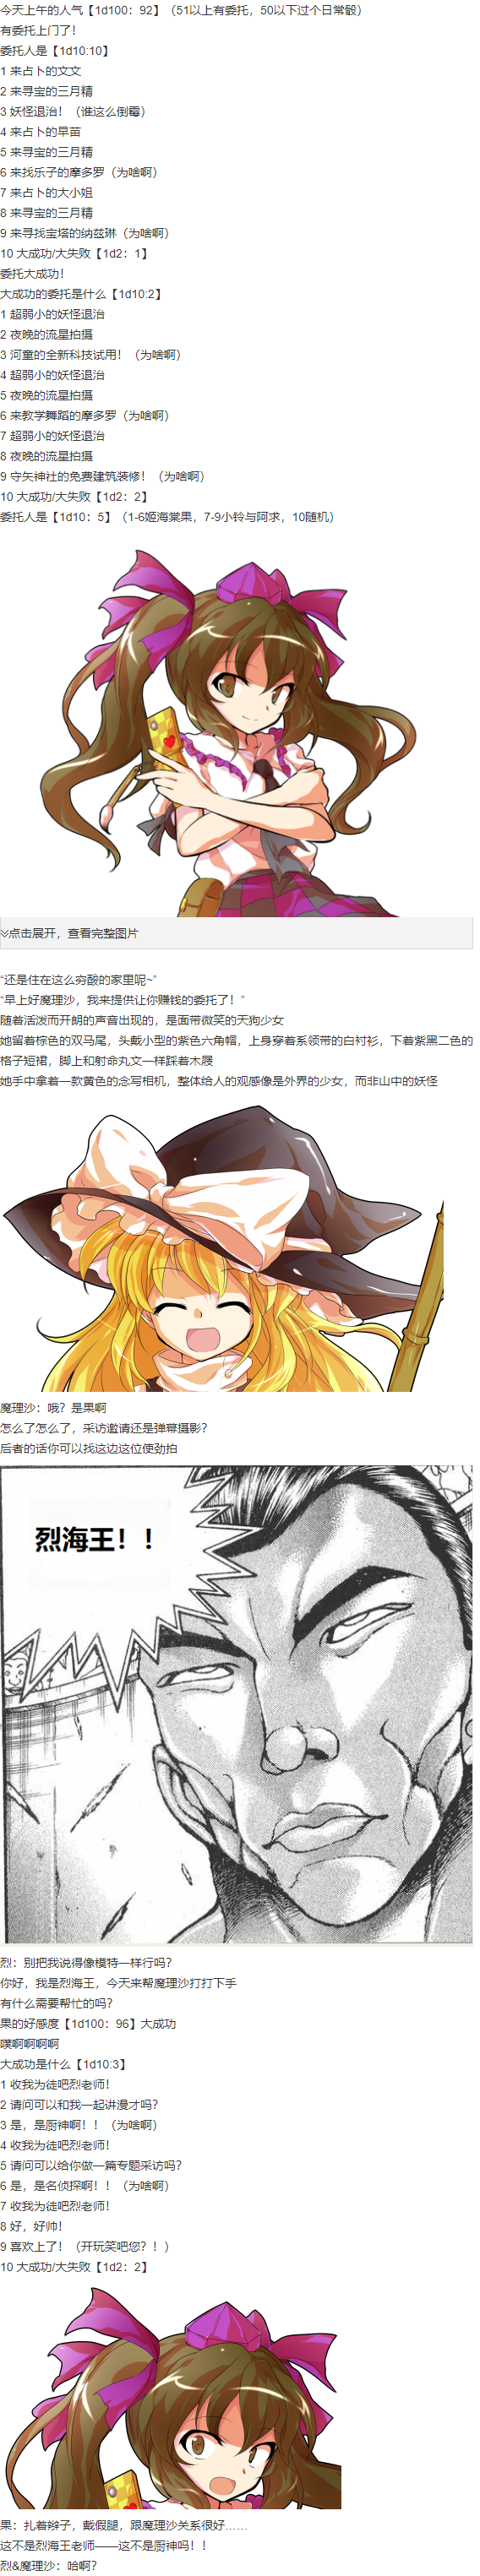 今天上午的人气【1d100：92】（51以上有委托，50以下过个日常骰）
有委托上门了！
委托人是【1d10:10】
1 来占卜的文文
2 来寻宝的三月精
3 妖怪退治！（谁这么倒霉）
4 来占卜的早苗
5 来寻宝的三月精
6 来找乐子的摩多罗（为啥啊）
7 来占卜的大小姐
8 来寻宝的三月精
9 来寻找宝塔的纳兹琳（为啥啊）
10 大成功/大失败【1d2：1】
委托大成功！
大成功的委托是什么【1d10:2】
1 超弱小的妖怪退治
2 夜晚的流星拍摄
3 河童的全新科技试用！（为啥啊）
4 超弱小的妖怪退治
5 夜晚的流星拍摄
6 来教学舞蹈的摩多罗（为啥啊）
7 超弱小的妖怪退治
8 夜晚的流星拍摄
9 守矢神社的免费建筑装修！（为啥啊）
10 大成功/大失败【1d2：2】
委托人是【1d10：5】（1-6姬海棠果，7-9小铃与阿求，10随机）
点击展开，查看完整图片
“还是住在这么穷酸的家里呢~”
“早上好魔理沙，我来提供让你赚钱的委托了！”
随着活泼而开朗的声音出现的，是面带微笑的天狗少女
她留着棕色的双马尾，头戴小型的紫色六角帽，上身穿着系领带的白衬衫，下着紫黑二色的
格子短裙，脚上和射命丸文一样踩着木屐
她手中拿着一款黄色的念写相机，整体给人的观感像是外界的少女，而非山中的妖怪
魔理沙：哦？是果啊
怎么了怎么了，采访邀请还是弹幕摄影？
后者的话你可以找这边这位使劲拍
烈海王！！
烈：别把我说得像模特一样行吗？
你好，我是烈海王，今天来帮魔理沙打打下手
有什么需要帮忙的吗？
果的好感度【1d100：96】大成功
噗啊啊啊啊
大成功是什么【1d10:3】
1 收我为徒吧烈老师！
2 请问可以和我一起讲漫才吗？
3 是，是厨神啊！！（为啥啊）
4 收我为徒吧烈老师！
5 请问可以给你做一篇专题采访吗？
6 是，是名侦探啊！！（为啥啊）
7 收我为徒吧烈老师！
8 好，好帅！
9 喜欢上了！（开玩笑吧您？！）
10 大成功/大失败【1d2：2】
果：扎着辫子，戴假腿，跟魔理沙关系很好……
这不是烈海王老师——这不是厨神吗！！
烈&魔理沙：哈啊？